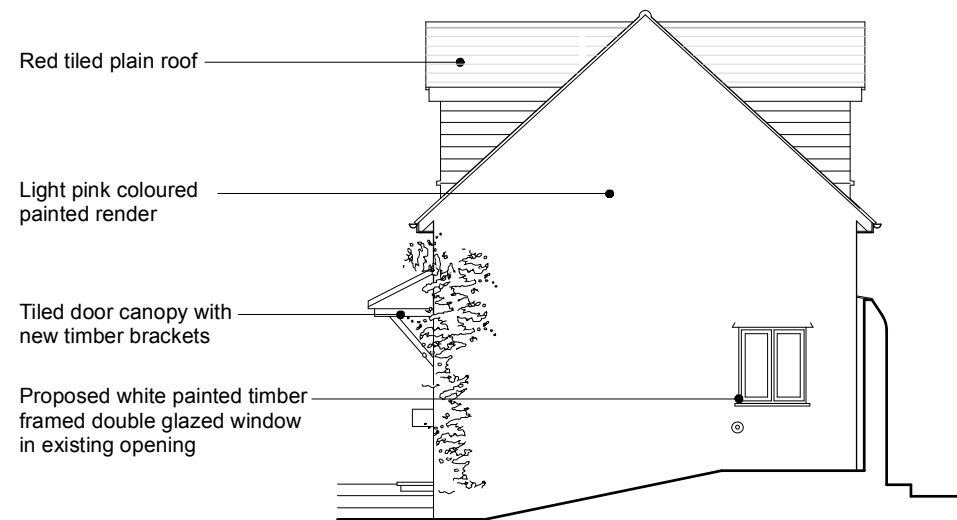 Red tiled plain roof
Light pink coloured
painted render
Tiled door canopy with
new timber brackets
Proposed white painted timber
framed double glazed window
in existing opening